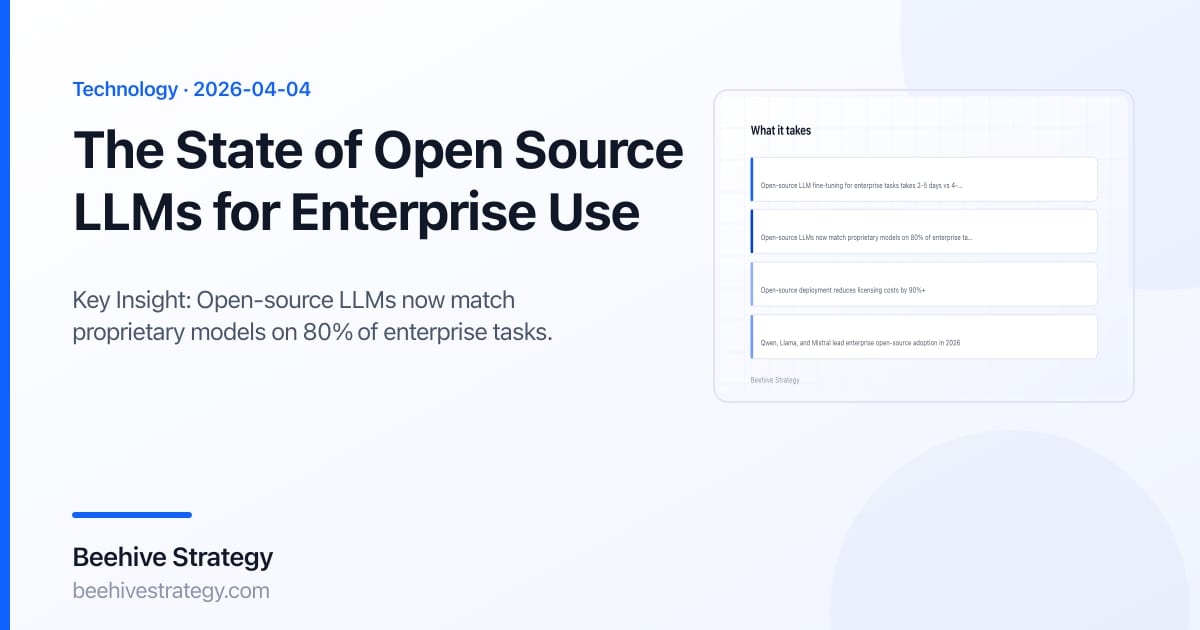 Technology · 2026-04-04
The State of Open Source
LLMs for Enterprise Use
Key Insight: Open-source LLMs now match
proprietary models on 80% of enterprise tasks.
Beehive Strategy
beehivestrategy.com
What it takes
Open-source LLM fine-tuning for enterprise tasks takes 2-5 days vs 4-...
Open-source LLMs now match proprietary models on 80% of enterprise ta...
Open-source deployment reduces licensing costs by 90%+
Qwen, Llama, and Mistral lead enterprise open-source adoption in 2026
Beehive Strategy